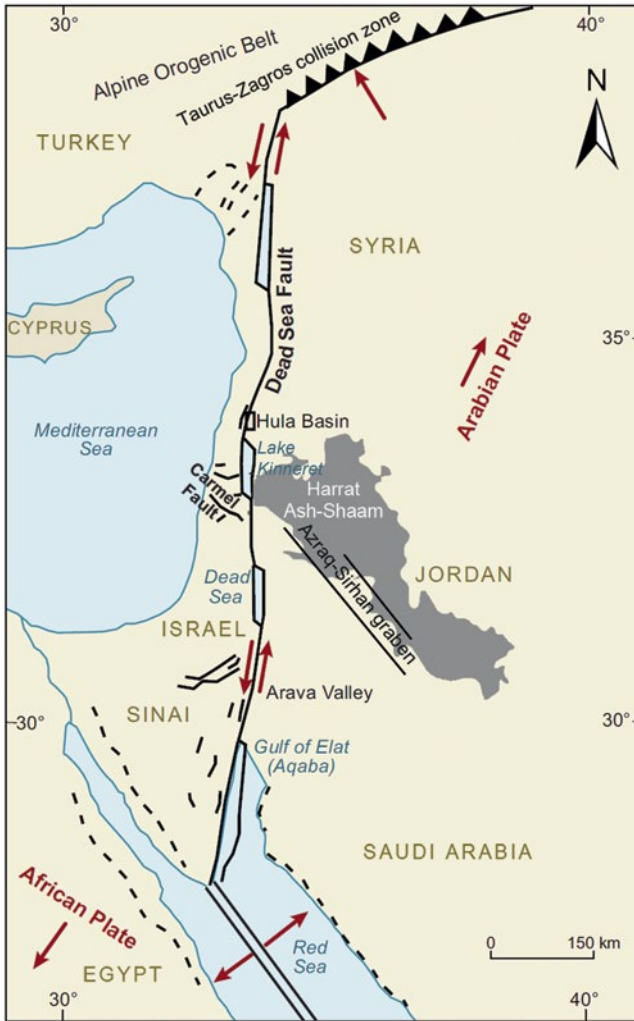 30°
40°
Alpine Orogenic Belt
Taurus-Zagros collision zone
N
TURKEY
SYRIA
CYPRUS
Dead Sea Fault
35°
Arabian Plate
Mediterranean
Sea
Hula Basin
Lake
Kinneret
Carmel
Fault
Harrat
Ash-Shaam
Azraq-Sirhan graben
JORDAN
Dead
Sea
ISRAEL
Arava Valley
SINAI
30°
30°
Gulf of Elat
(Aqaba)
SAUDI ARABIA
African Plate
EGYPT
Red
Sea
0 150 km
30°
40°